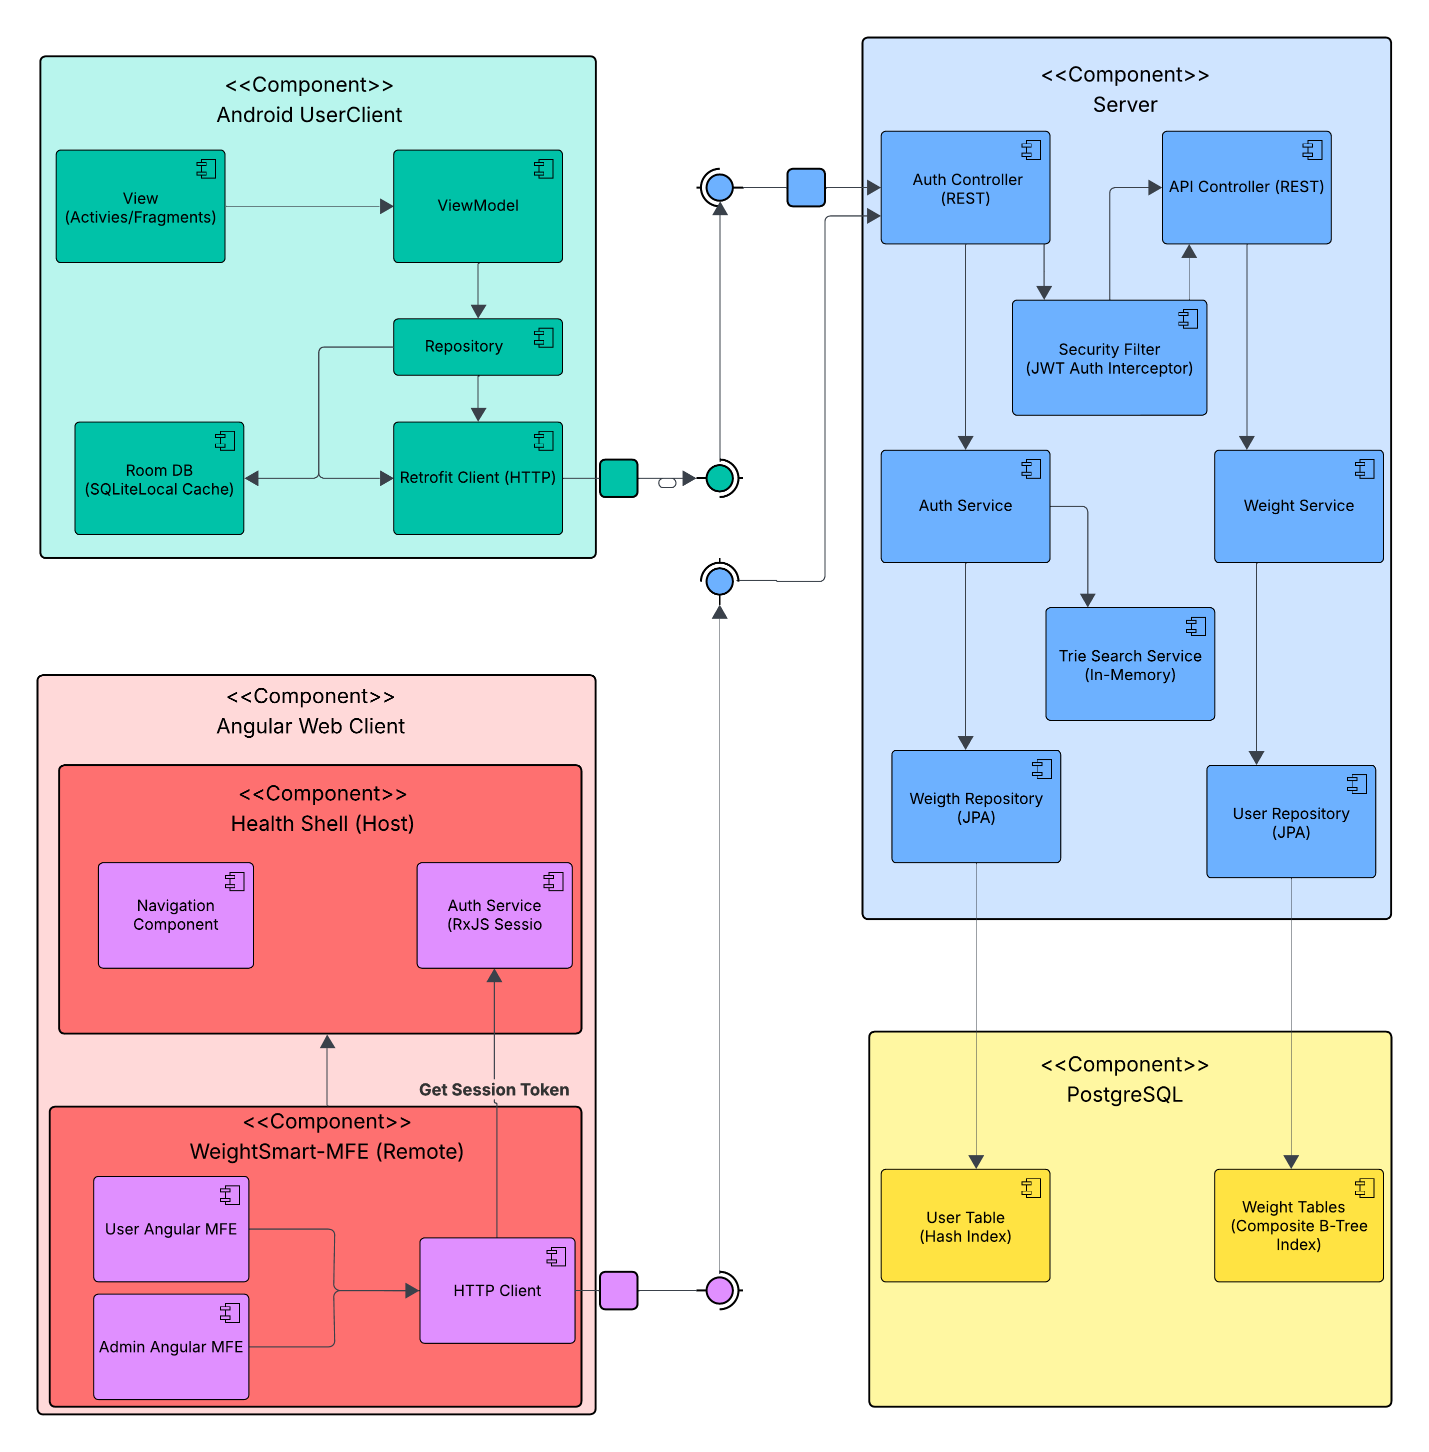 <<Component>>
Android UserClient
View
(Activies/Fragments)
ViewModel
Repository
Room DB
(SQLiteLocal Cache)
Retrofit Client (HTTP)
<<Component>>
Server
Auth Controller
(REST)
API Controller (REST)
Security Filter
(JWT Auth Interceptor)
Auth Service
Weight Service
Trie Search Service
(In-Memory)
Weigth Repository
(JPA)
User Repository
(JPA)
<<Component>>
Angular Web Client
<<Component>>
Health Shell (Host)
Navigation
Component
Auth Service
(RxJS Sessio
Get Session Token
<<Component>>
WeightSmart-MFE (Remote)
User Angular MFE
HTTP Client
Admin Angular MFE
<<Component>>
PostgreSQL
User Table
(Hash Index)
Weight Tables
(Composite B-Tree
Index)